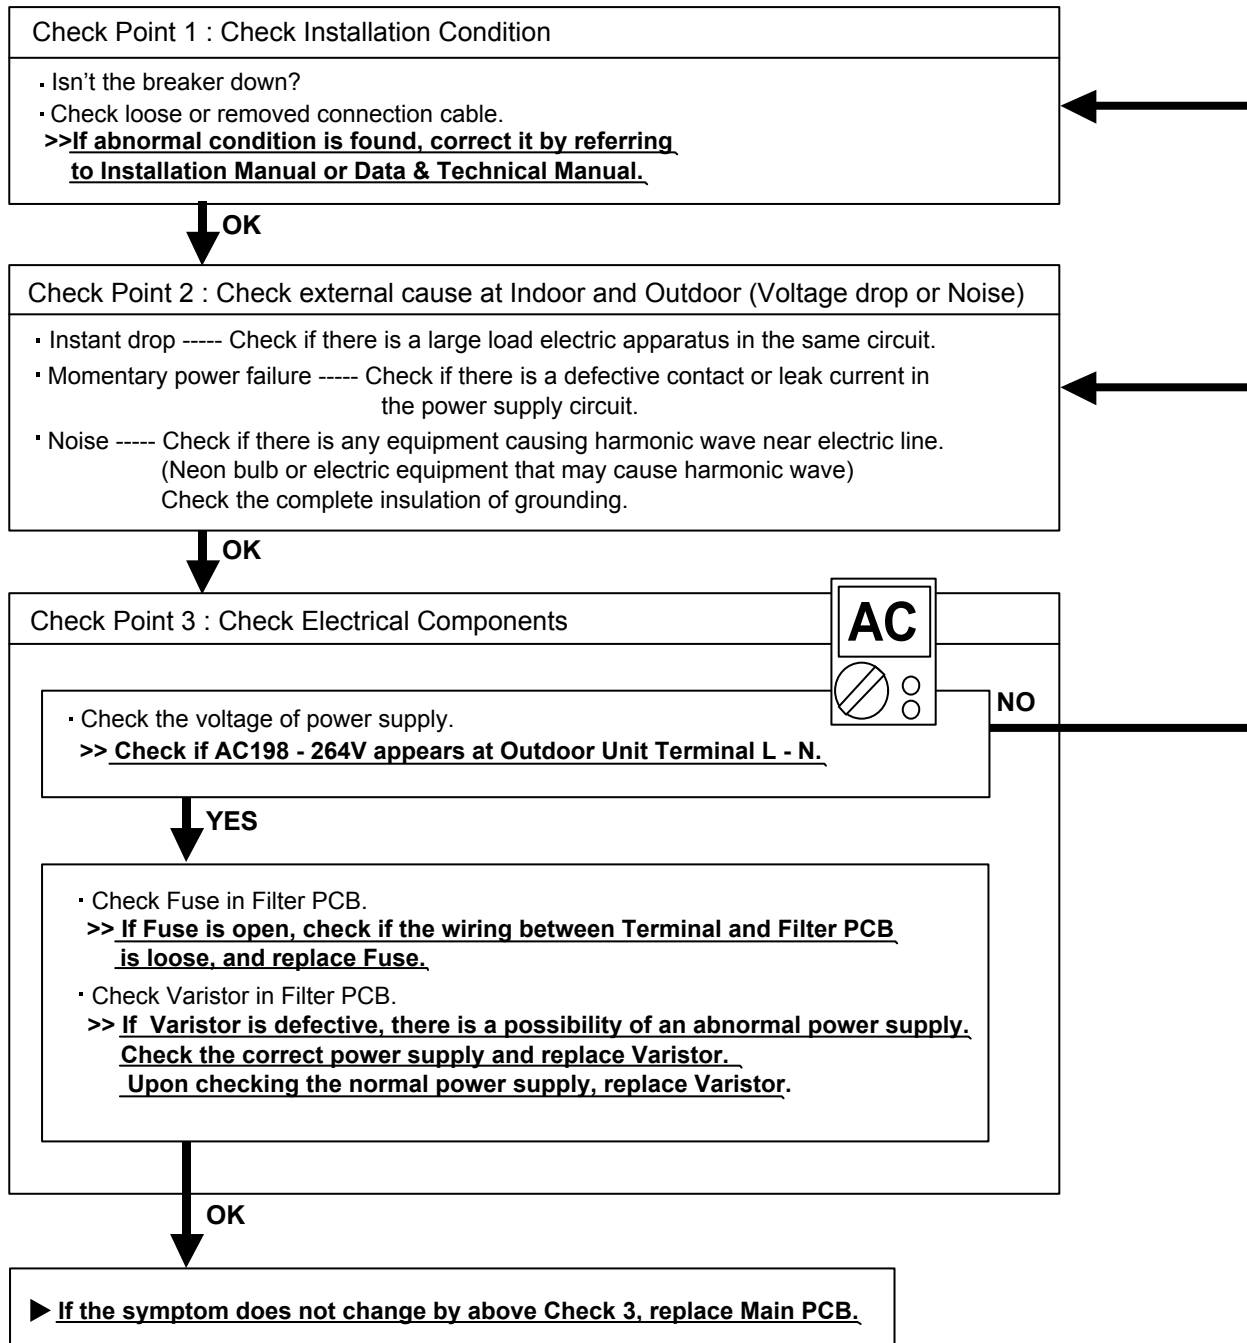 Check Point 1 : Check Installation Condition
· Isn't the breaker down?
· Check loose or removed connection cable.
>>If abnormal condition is found, correct it by referring
to Installation Manual or Data & Technical Manual.
OK
Check Point 2 : Check external cause at Indoor and Outdoor (Voltage drop or Noise)
· Instant drop ----- Check if there is a large load electric apparatus in the same circuit.
· Momentary power failure ----- Check if there is a defective contact or leak current in
the power supply circuit.
· Noise ----- Check if there is any equipment causing harmonic wave near electric line.
(Neon bulb or electric equipment that may cause harmonic wave)
Check the complete insulation of grounding.
OK
Check Point 3 : Check Electrical Components
AC
· Check the voltage of power supply.
>> Check if AC198 - 264V appears at Outdoor Unit Terminal L - N.
NO
YES
· Check Fuse in Filter PCB.
>> If Fuse is open, check if the wiring between Terminal and Filter PCB
is loose, and replace Fuse.
· Check Varistor in Filter PCB.
>> If Varistor is defective, there is a possibility of an abnormal power supply.
Check the correct power supply and replace Varistor.
Upon checking the normal power supply, replace Varistor.
OK
▶ If the symptom does not change by above Check 3, replace Main PCB.